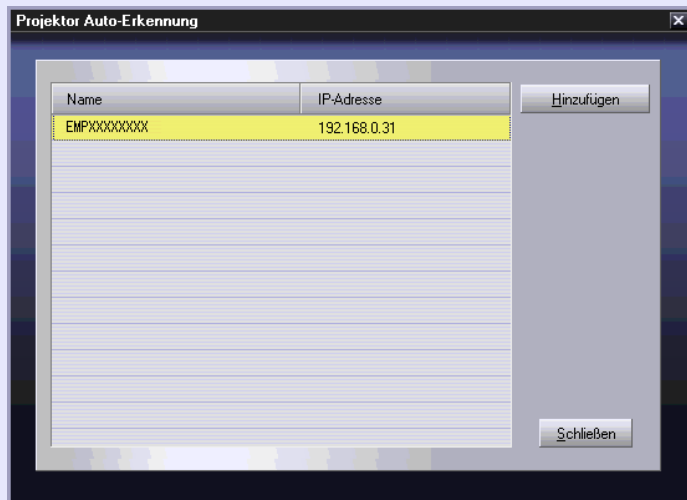 Projektor Auto-Erkennung
Name IP-Adresse Hinzufügen
EMPXXXXXXXX 192.168.0.31
Schließen